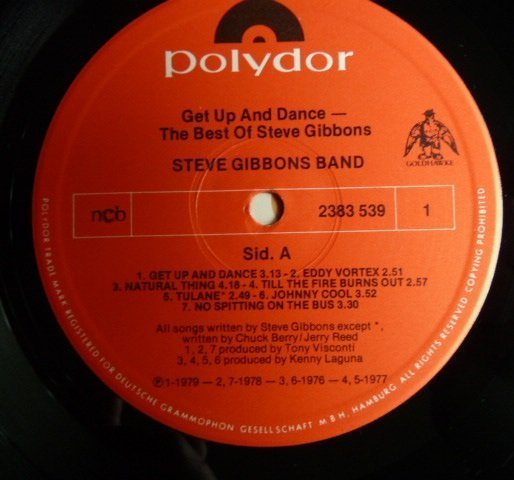 polydor
Get Up And Dance —
The Best Of Steve Gibbons
STEVE GIBBONS BAND
GOLDHAWKE
ncb
2383 539
1
Sid. A
1. GET UP AND DANCE 3.13 - 2. EDDY VORTEX 2.51
3. NATURAL THING 4.18 - 4. TILL THE FIRE BURNS OUT 2.57
5. TULANE* 2.49 - 6. JOHNNY COOL 3.52
7. NO SPITTING ON THE BUS 3.30
All songs written by Steve Gibbons except *,
written by Chuck Berry/Jerry Reed
1, 2, 7 produced by Tony Visconti
3, 4, 5, 6 produced by Kenny Laguna
Ⓟ1-1979 — 2, 7-1978 — 3, 6-1976 — 4, 5-1977
POLYDOR TRADE MARK REGISTERED FOR DEUTSCHE GRAMMOPHON GESELLSCHAFT MBH, HAMBURG ALL RIGHTS RESERVED · COPYING PROHIBITED